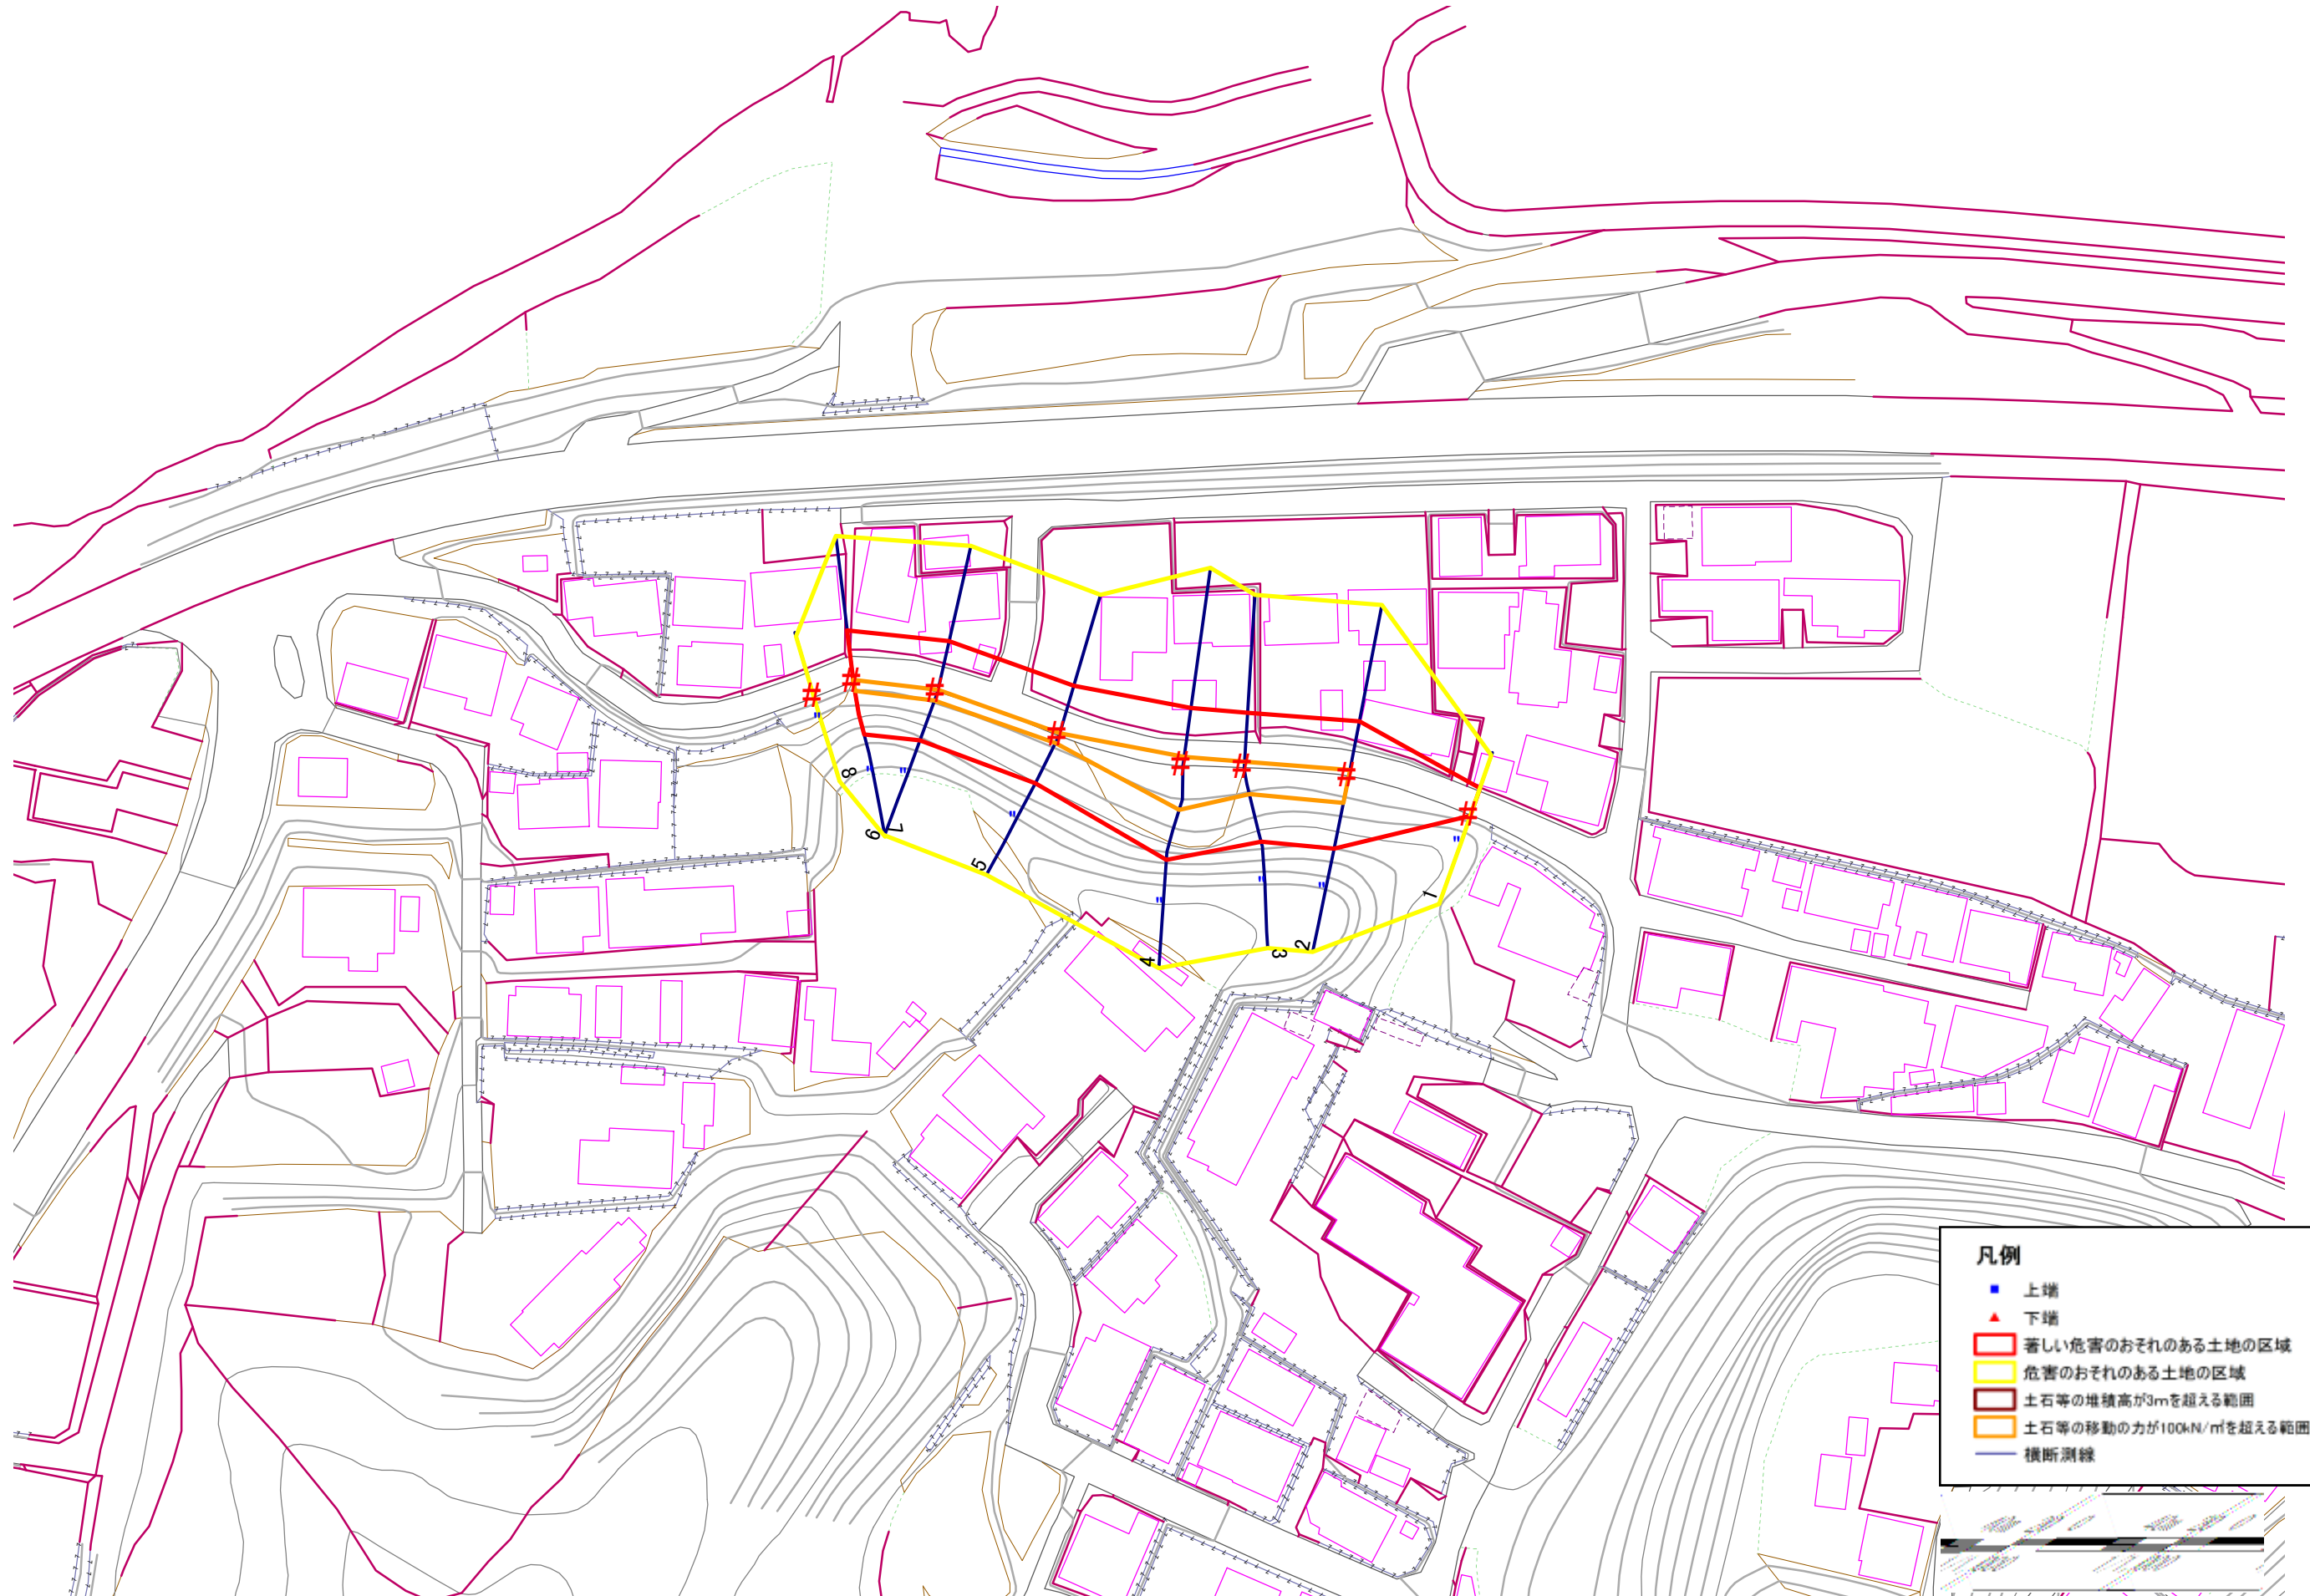 8
6
7
5
4
3
2
1
凡例
上端
下端
著しい危害のおそれのある土地の区域
危害のおそれのある土地の区域
土石等の堆積高が3mを超える範囲
土石等の移動の力が100kN/㎡を超える範囲
横断測線